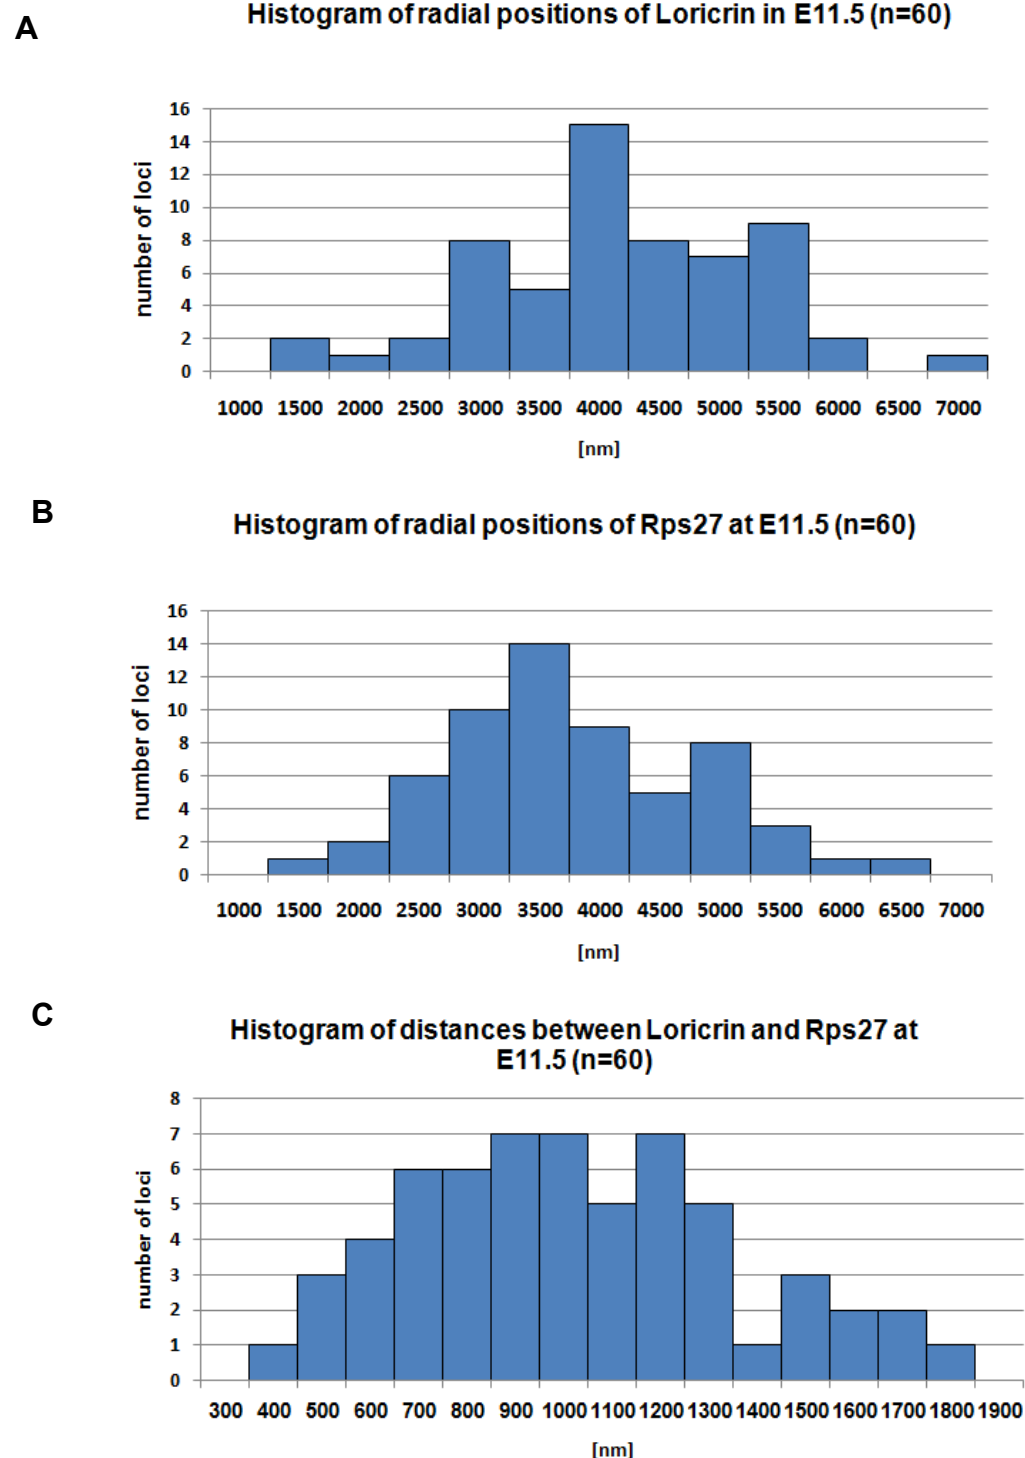 A
Histogram of radial positions of Loricrin in E11.5 (n=60)
16
14
12
10
8
6
4
2
0
number of loci
1000 1500 2000 2500 3000 3500 4000 4500 5000 5500 6000 6500 7000
[nm]
B
Histogram of radial positions of Rps27 at E11.5 (n=60)
16
14
12
10
8
6
4
2
0
number of loci
1000 1500 2000 2500 3000 3500 4000 4500 5000 5500 6000 6500 7000
[nm]
C
Histogram of distances between Loricrin and Rps27 at
E11.5 (n=60)
8
7
6
5
4
3
2
1
0
number of loci
300 400 500 600 700 800 900 1000 1100 1200 1300 1400 1500 1600 1700 1800 1900
[nm]